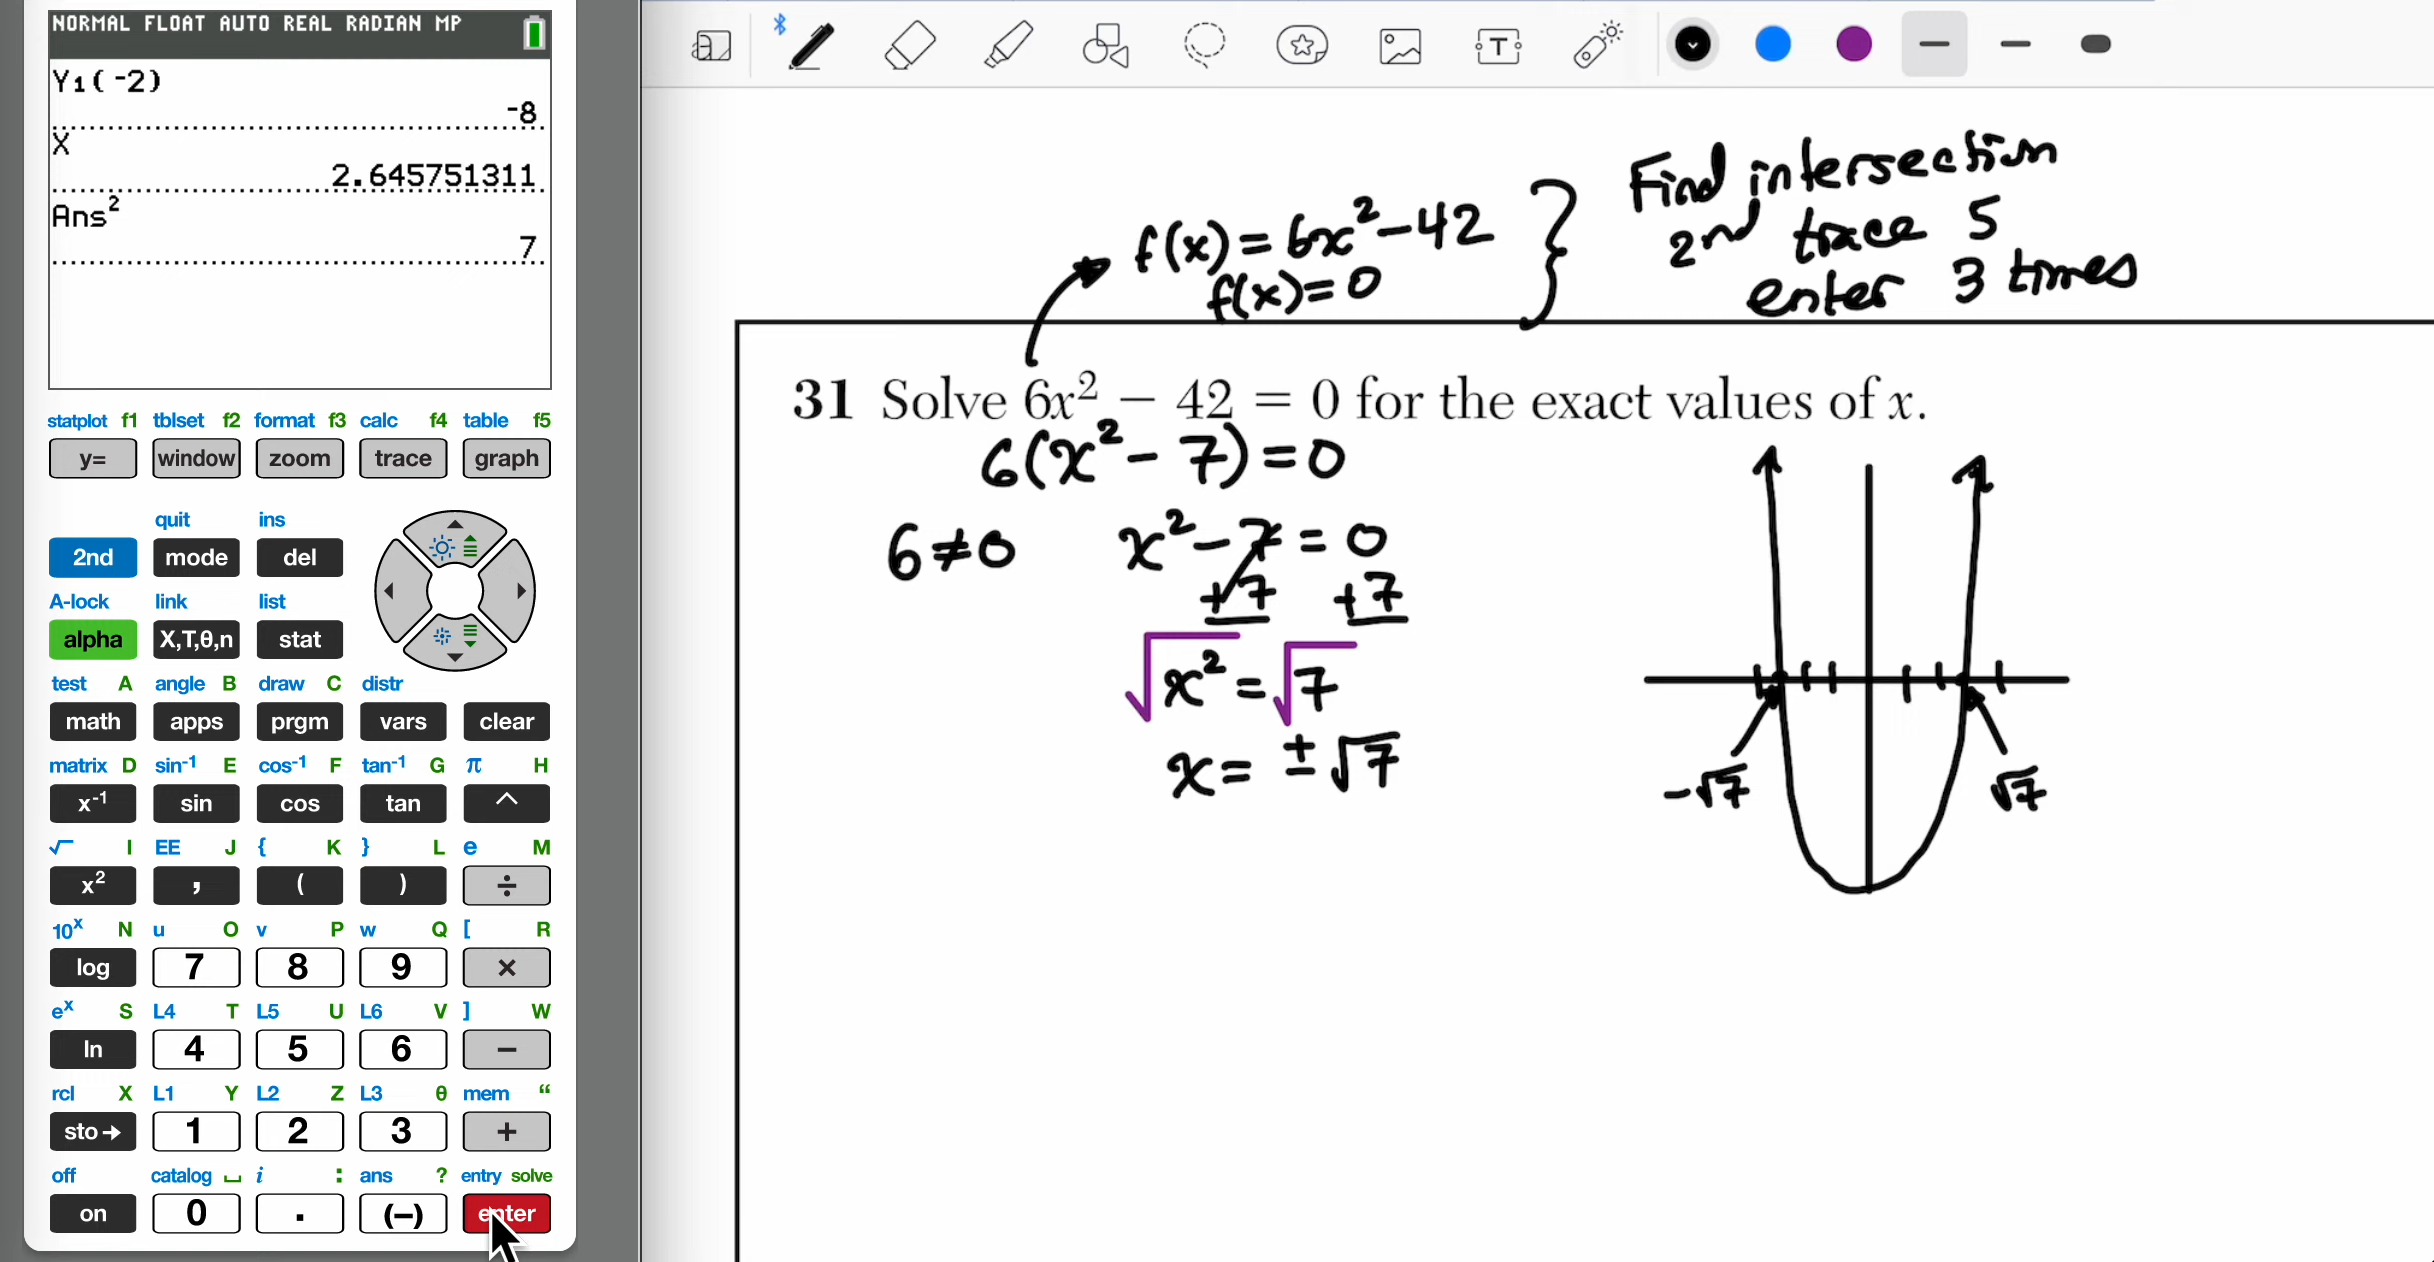 NORMAL FLOAT AUTO REAL RADIAN MP
Y₁(-2)
-8
X
2.645751311
Ans²
7
statplot f1 tblset f2 format f3 calc f4 table f5
y= window zoom trace graph
quit ins
2nd mode del
A-lock link list
alpha X,T,θ,n stat
test A angle B draw C distr
math apps prgm vars clear
matrix D sin⁻¹ E cos⁻¹ F tan⁻¹ G π H
x⁻¹ sin cos tan ^
√ I EE J { K } L e M
x² , ( ) ÷
10ˣ N u O v P w Q [ R
log 7 8 9 ×
eˣ S L4 T L5 U L6 V ] W
ln 4 5 6 −
rcl X L1 Y L2 Z L3 θ mem “
sto→ 1 2 3 +
off catalog ⎵ i : ans ? entry solve
on 0 . (−) enter
a T
f(x) = 6x² − 42
f(x) = 0
Find intersection
2nd trace 5
enter 3 times
31 Solve 6x² − 42 = 0 for the exact values of x.
6(x² − 7) = 0
6 ≠ 0 x² − 7 = 0
+7 +7
√x² = √7
x = ± √7
−√7 √7